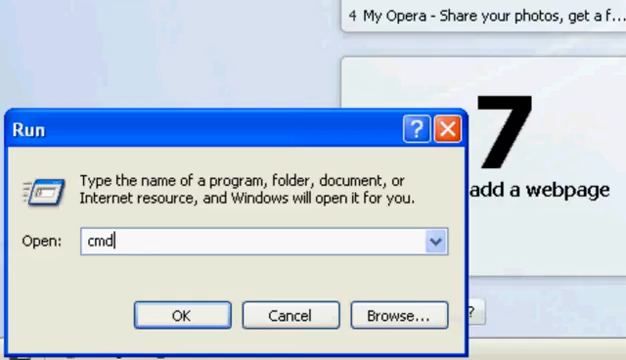 4 My Opera - Share your photos, get a f...
7
add a webpage
Run
Type the name of a program, folder, document, or
Internet resource, and Windows will open it for you.
Open: cmd
OK Cancel Browse...
?